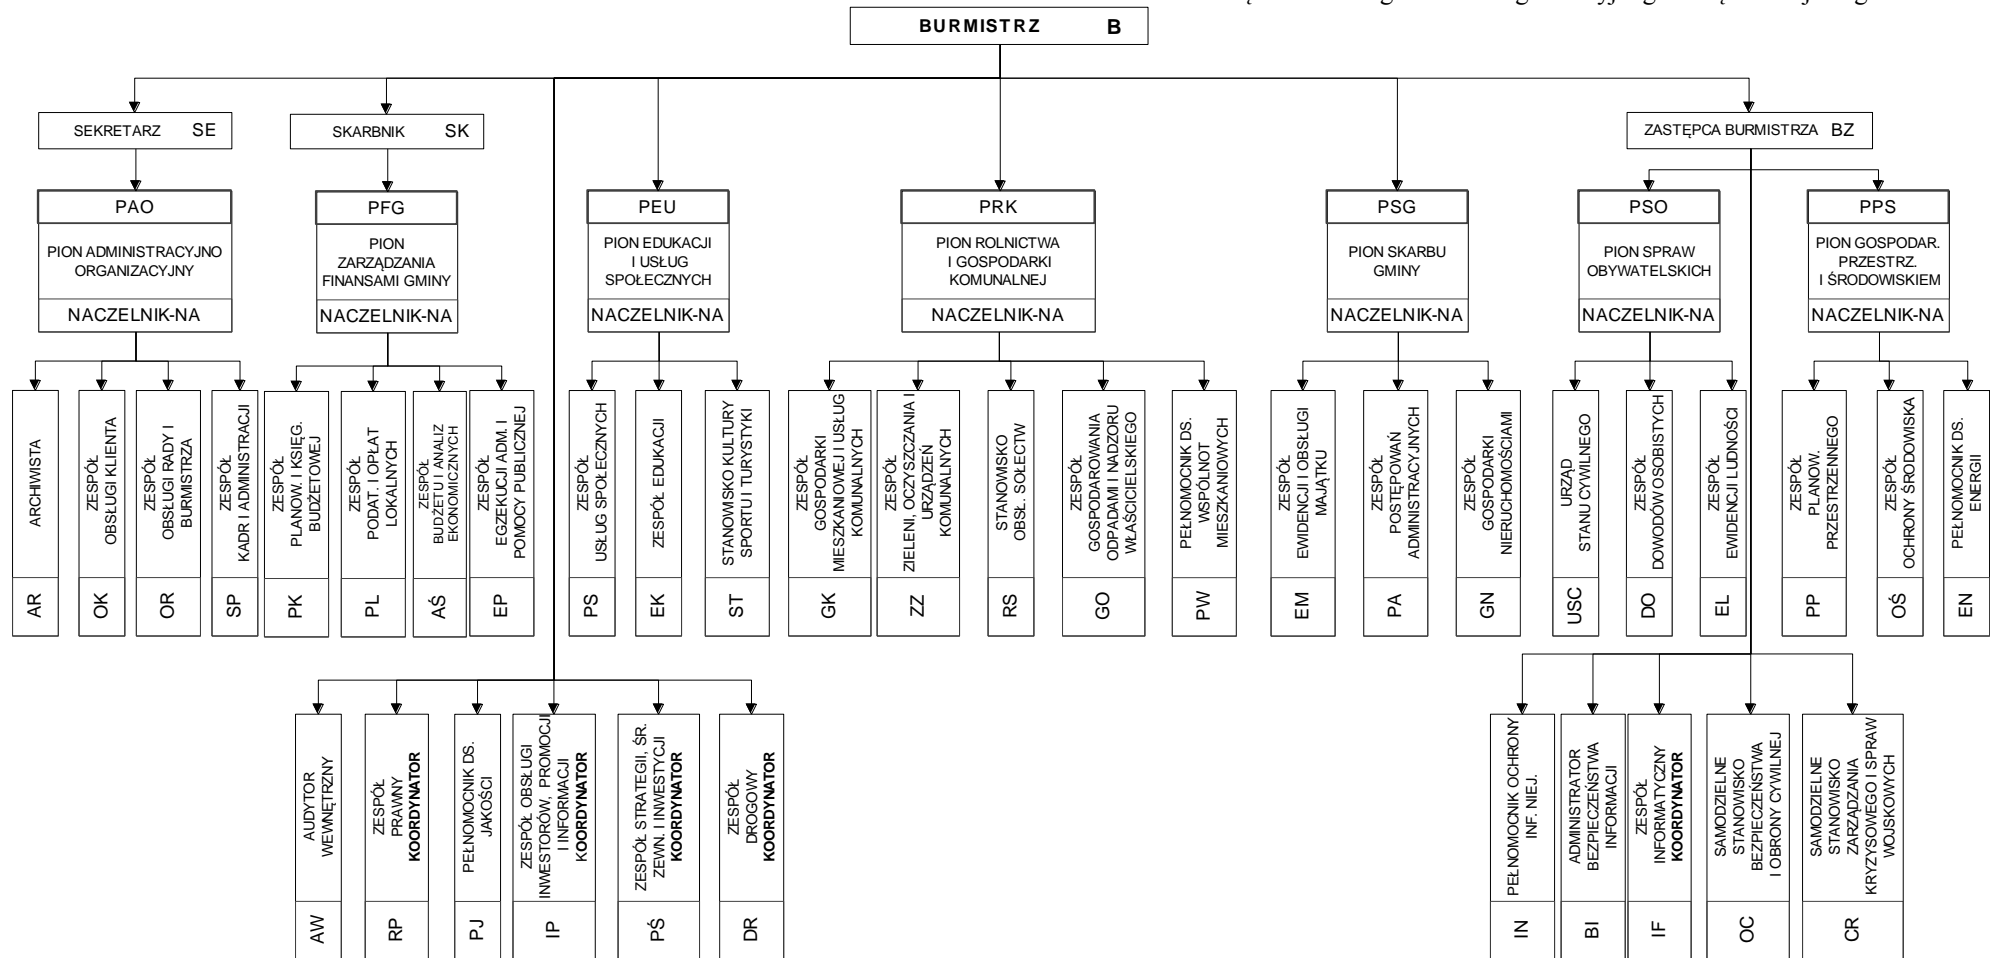 BURMISTRZ B
SEKRETARZ SE
SKARBNIK SK
ZASTĘPCA BURMISTRZA BZ
PAO
PION ADMINISTRACYJNO
ORGANIZACYJNY
NACZELNIK-NA
PFG
PION
ZARZĄDZANIA
FINANSAMI GMINY
NACZELNIK-NA
PEU
PION EDUKACJI
I USŁUG
SPOŁECZNYCH
NACZELNIK-NA
PRK
PION ROLNICTWA
I GOSPODARKI
KOMUNALNEJ
NACZELNIK-NA
PSG
PION SKARBU
GMINY
NACZELNIK-NA
PSO
PION SPRAW
OBYWATELSKICH
NACZELNIK-NA
PPS
PION GOSPODAR.
PRZESTRZ.
I ŚRODOWISKIEM
NACZELNIK-NA
ARCHIWISTA
AR
ZESPÓŁ
OBSŁUGI KLIENTA
OK
ZESPÓŁ
OBSŁUGI RADY I
BURMISTRZA
OR
ZESPÓŁ
KADR I ADMINISTRACJI
SP
ZESPÓŁ
PLANOW. I KSIĘG.
BUDŻETOWEJ
PK
ZESPÓŁ
PODAT. I OPŁAT
LOKALNYCH
PL
ZESPÓŁ
BUDŻETU I ANALIZ
EKONOMICZNYCH
AŚ
ZESPÓŁ
EGZEKUCJI ADM. I
POMOCY PUBLICZNEJ
EP
ZESPÓŁ
USŁUG SPOŁECZNYCH
PS
ZESPÓŁ EDUKACJI
EK
STANOWISKO KULTURY
SPORTU I TURYSTYKI
ST
ZESPÓŁ
GOSPODARKI
MIESZKANIOWEJ I USŁUG
KOMUNALNYCH
GK
ZESPÓŁ
ZIELENI, OCZYSZCZANIA I
URZĄDZEŃ
KOMUNALNYCH
ZZ
STANOWISKO
OBSŁ. SOŁECTW
RS
ZESPÓŁ
GOSPODAROWANIA
ODPADAMI I NADZORU
WŁAŚCICIELSKIEGO
GO
PEŁNOMOCNIK DS.
WSPÓLNOT
MIESZKANIOWYCH
PW
ZESPÓŁ
EWIDENCJI I OBSŁUGI
MAJĄTKU
EM
ZESPÓŁ
POSTĘPOWAŃ
ADMINISTRACYJNYCH
PA
ZESPÓŁ
GOSPODARKI
NIERUCHOMOŚCIAMI
GN
URZĄD
STANU CYWILNEGO
USC
ZESPÓŁ
DOWODÓW OSOBISTYCH
DO
ZESPÓŁ
EWIDENCJI LUDNOŚCI
EL
ZESPÓŁ
PLANOW.
PRZESTRZENNEGO
PP
ZESPÓŁ
OCHRONY ŚRODOWISKA
OŚ
PEŁNOMOCNIK DS.
ENERGII
EN
AUDYTOR
WEWNĘTRZNY
AW
ZESPÓŁ
PRAWNY
KOORDYNATOR
RP
PEŁNOMOCNIK DS.
JAKOŚCI
PJ
ZESPÓŁ OBSŁUGI
INWESTORÓW, PROMOCJI
I INFORMACJI
KOORDYNATOR
IP
ZESPÓŁ STRATEGII, ŚR.
ZEWN. I INWESTYCJI
KOORDYNATOR
PŚ
ZESPÓŁ
DROGOWY
KOORDYNATOR
DR
PEŁNOMOCNIK OCHRONY
INF. NIEJ.
IN
ADMINISTRATOR
BEZPIECZEŃSTWA
INFORMACJI
BI
ZESPÓŁ
INFORMATYCZNY
KOORDYNATOR
IF
SAMODZIELNE
STANOWISKO
BEZPIECZEŃSTWA
I OBRONY CYWILNEJ
OC
SAMODZIELNE
STANOWISKO
ZARZĄDZANIA
KRYZYSOWEGO I SPRAW
WOJSKOWYCH
CR